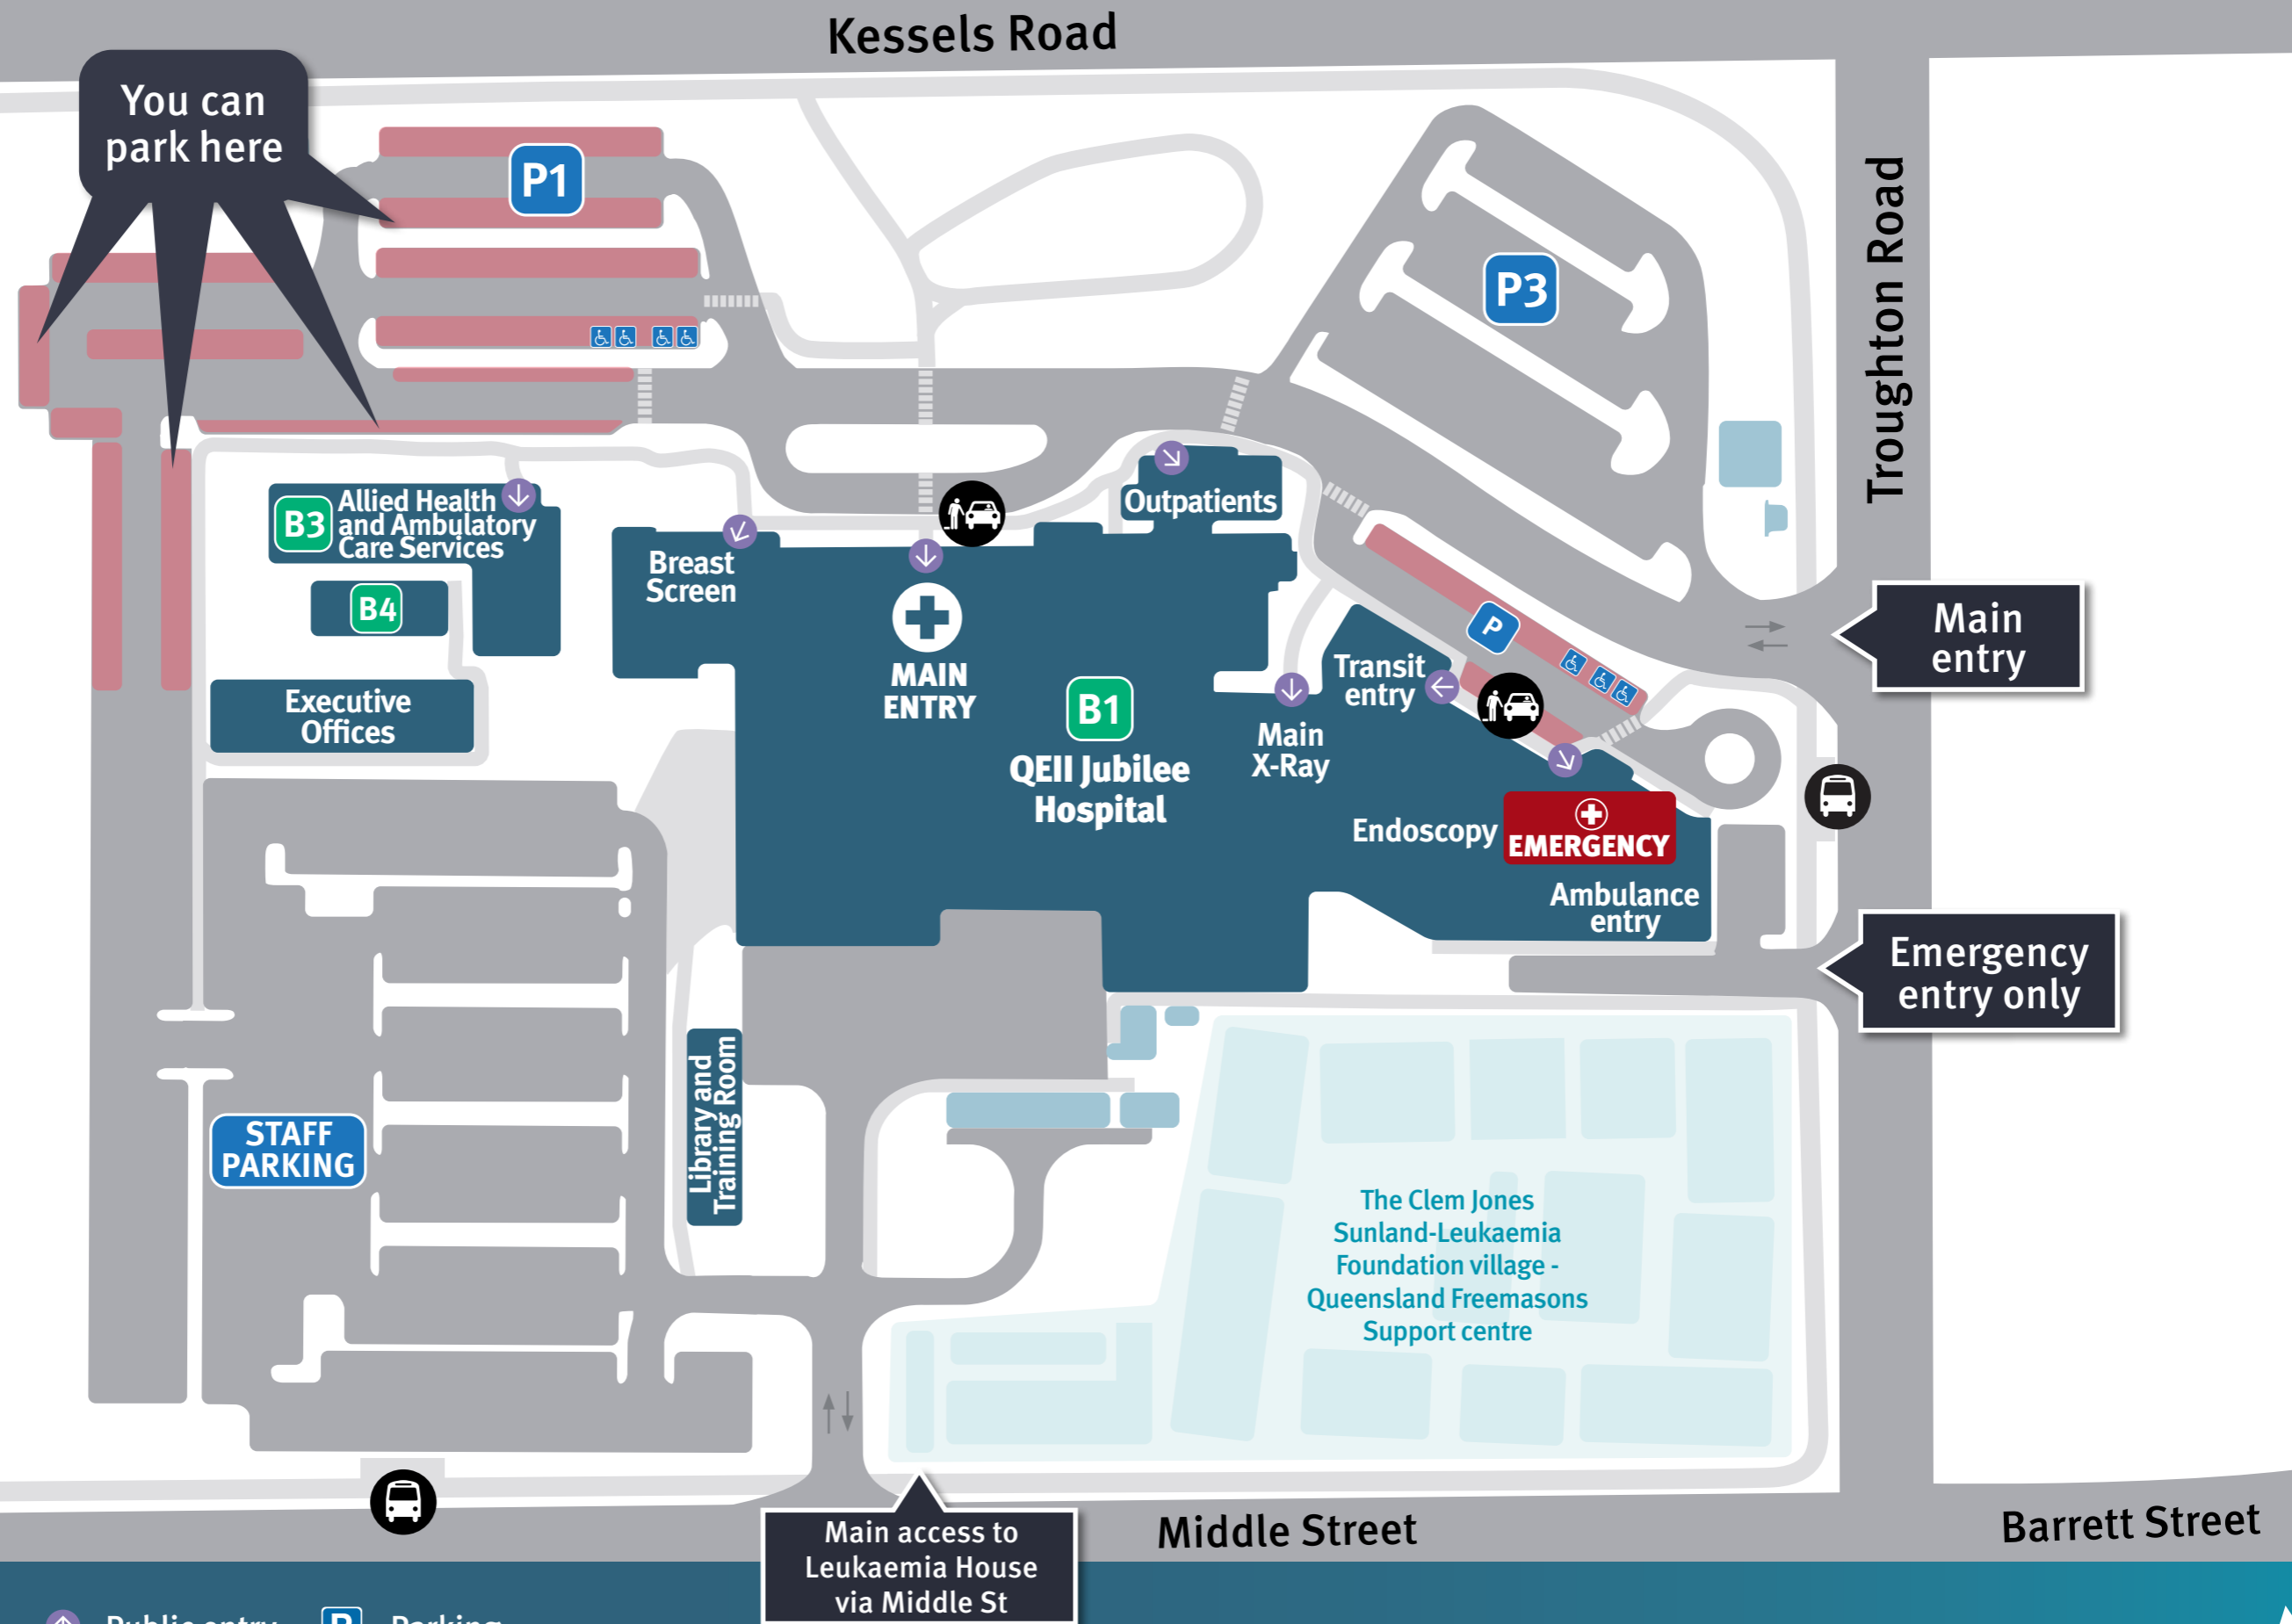 Kessels Road
You can
park here
P1
P3
Troughton Road
Outpatients
B3
Allied Health
and Ambulatory
Care Services
B4
Breast
Screen
Executive
Offices
MAIN
ENTRY
B1
QEII Jubilee
Hospital
P
Transit
entry
Main
X-Ray
Main
entry
Endoscopy
EMERGENCY
Ambulance
entry
Emergency
entry only
Library and
Training Room
STAFF
PARKING
The Clem Jones
Sunland-Leukaemia
Foundation village -
Queensland Freemasons
Support centre
Main access to
Leukaemia House
via Middle St
Middle Street
Barrett Street
Public entry
P Parking